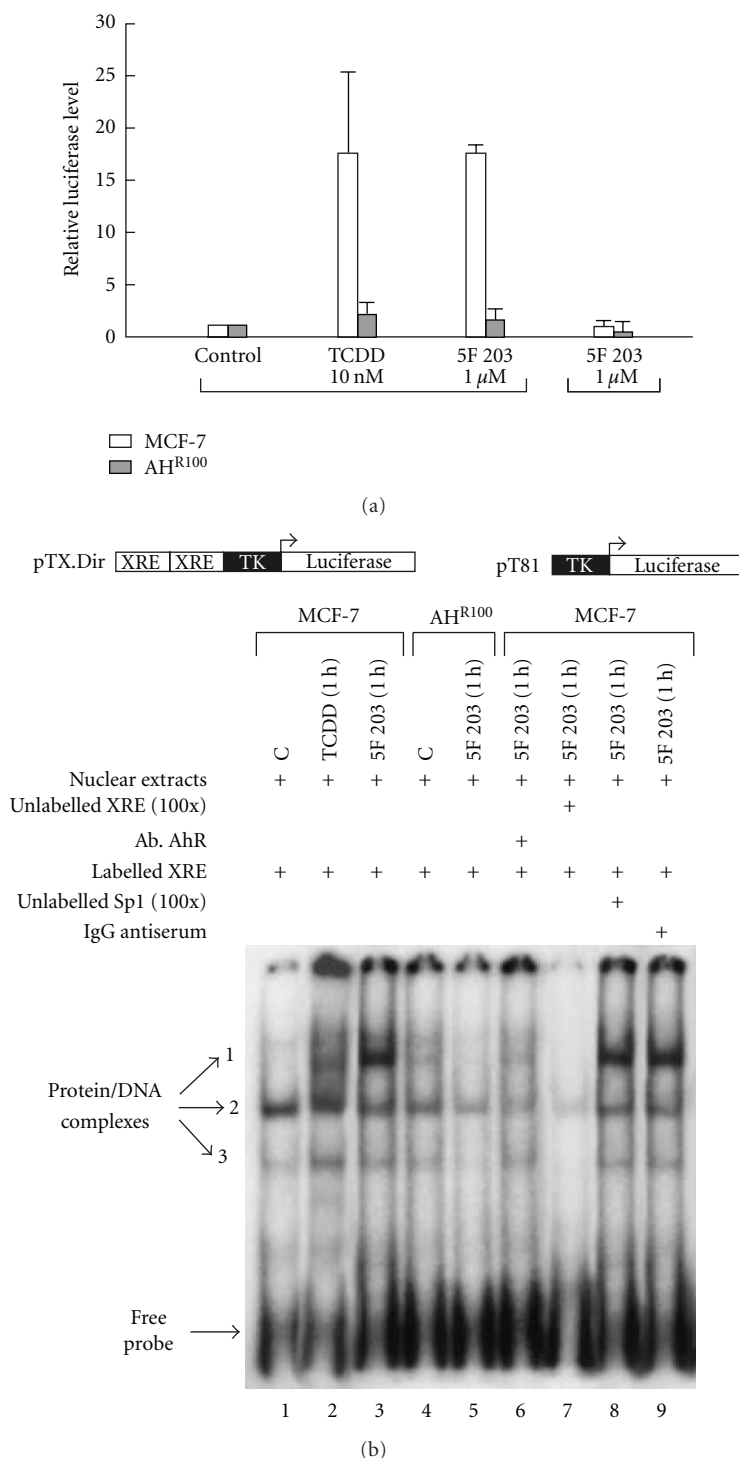 30
25
20
15
10
5
0
Relative luciferase level
Control
TCDD
10 nM
5F 203
1 μM
5F 203
1 μM
MCF-7
AH^R100
(a)
pTX.Dir XRE XRE TK Luciferase
pT81 TK Luciferase
MCF-7 AH^R100 MCF-7
C TCDD (1 h) 5F 203 (1 h) C 5F 203 (1 h) 5F 203 (1 h) 5F 203 (1 h) 5F 203 (1 h) 5F 203 (1 h)
Nuclear extracts + + + + + + + + +
Unlabelled XRE (100x) +
Ab. AhR +
Labelled XRE + + + + + + + + +
Unlabelled Sp1 (100x) +
IgG antiserum +
1
Protein/DNA
complexes
2
3
Free
probe
1 2 3 4 5 6 7 8 9
(b)